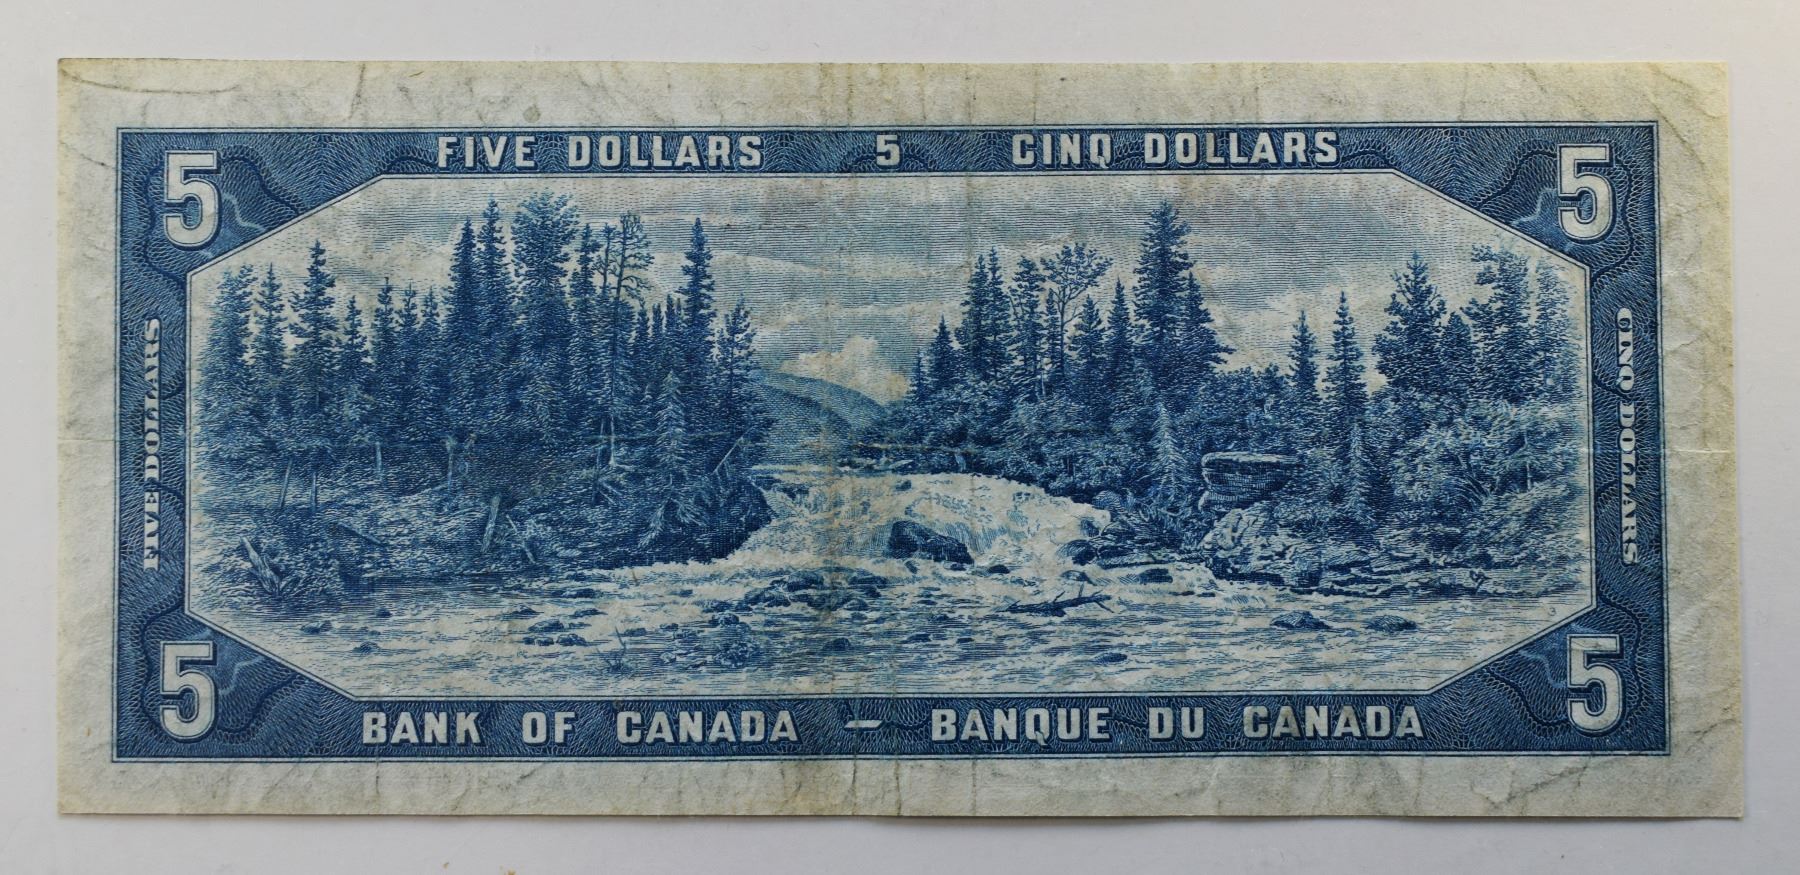 5 FIVE DOLLARS 5 CINQ DOLLARS 5
FIVE DOLLARS
CINQ DOLLARS
5 BANK OF CANADA — BANQUE DU CANADA 5